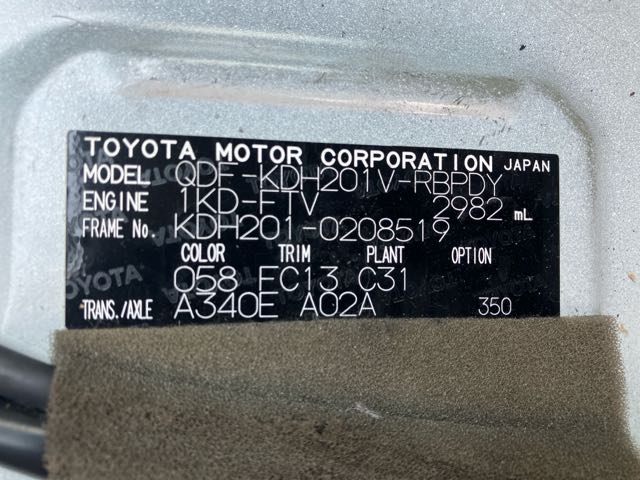 TOYOTA MOTOR CORPORATION JAPAN
MODEL QDF-KDH201V-RBPDY
ENGINE 1KD-FTV 2982 mL
FRAME No. KDH201-0208519
COLOR TRIM PLANT OPTION
058 FC13 C31
TRANS./AXLE A340E A02A 350